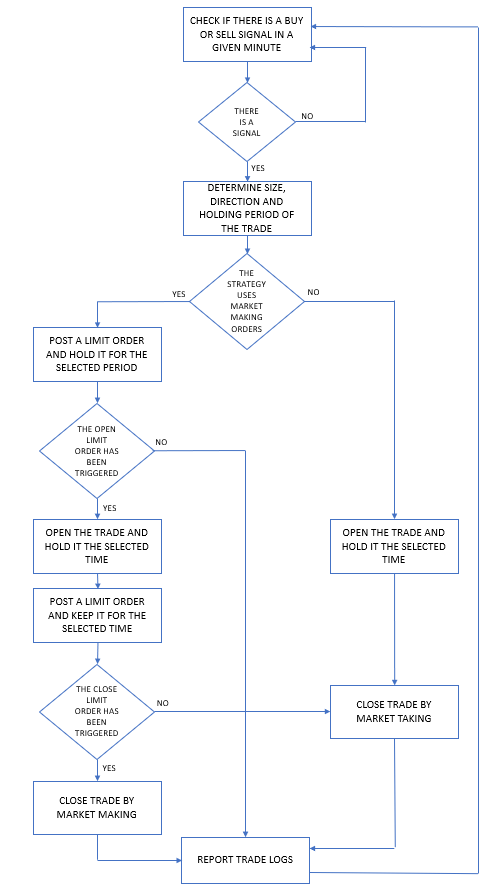 CHECK IF THERE IS A BUY
OR SELL SIGNAL IN A
GIVEN MINUTE
THERE
IS A
SIGNAL
NO
YES
DETERMINE SIZE,
DIRECTION AND
HOLDING PERIOD OF
THE TRADE
THE
STRATEGY
USES
MARKET
MAKING
ORDERS
YES
NO
POST A LIMIT ORDER
AND HOLD IT FOR THE
SELECTED PERIOD
THE OPEN
LIMIT
ORDER HAS
BEEN
TRIGGERED
NO
YES
OPEN THE TRADE AND
HOLD IT THE SELECTED
TIME
OPEN THE TRADE AND
HOLD IT THE SELECTED
TIME
POST A LIMIT ORDER
AND KEEP IT FOR THE
SELECTED TIME
THE CLOSE
LIMIT
ORDER HAS
BEEN
TRIGGERED
NO
YES
CLOSE TRADE BY
MARKET TAKING
CLOSE TRADE BY
MARKET MAKING
REPORT TRADE LOGS